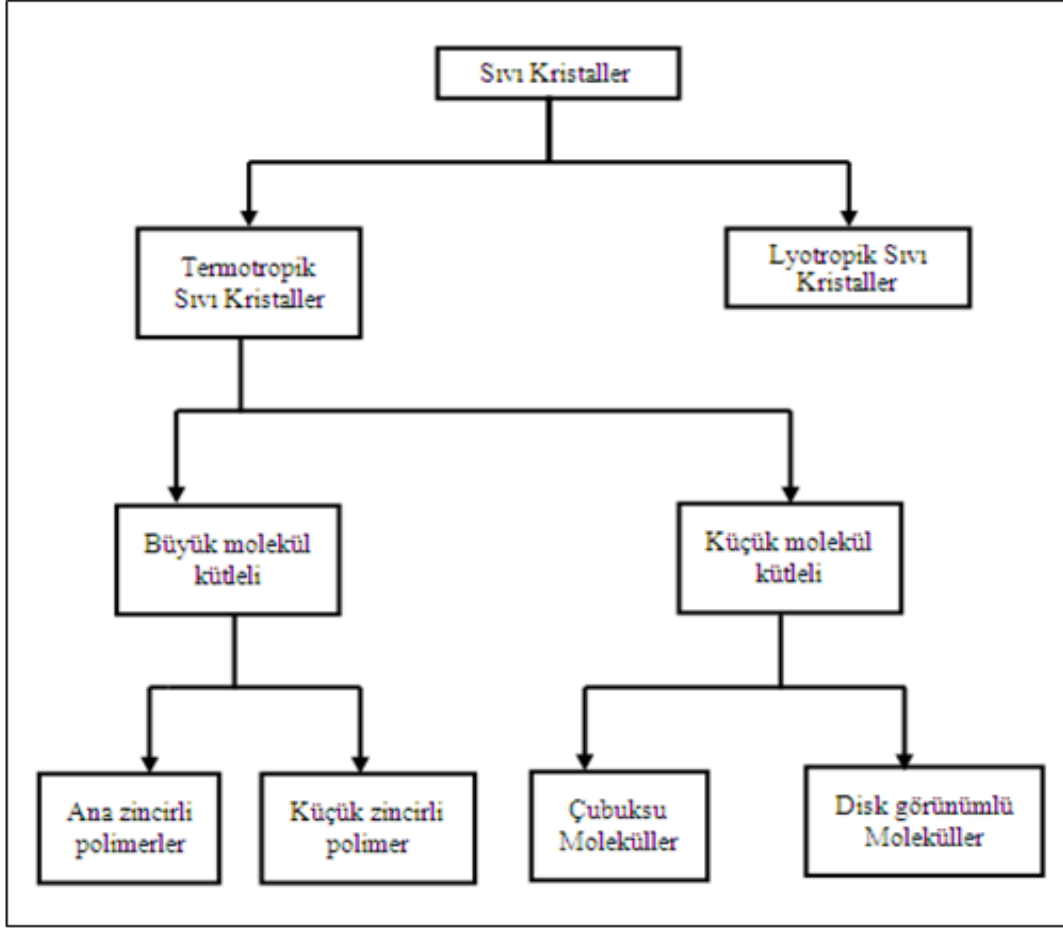 Sıvı Kristaller
Termotropik
Sıvı Kristaller
Lyotropik Sıvı
Kristaller
Büyük molekül
kütleli
Küçük molekül
kütleli
Ana zincirli
polimerler
Küçük zincirli
polimer
Çubuksu
Moleküller
Disk görünümlü
Moleküller